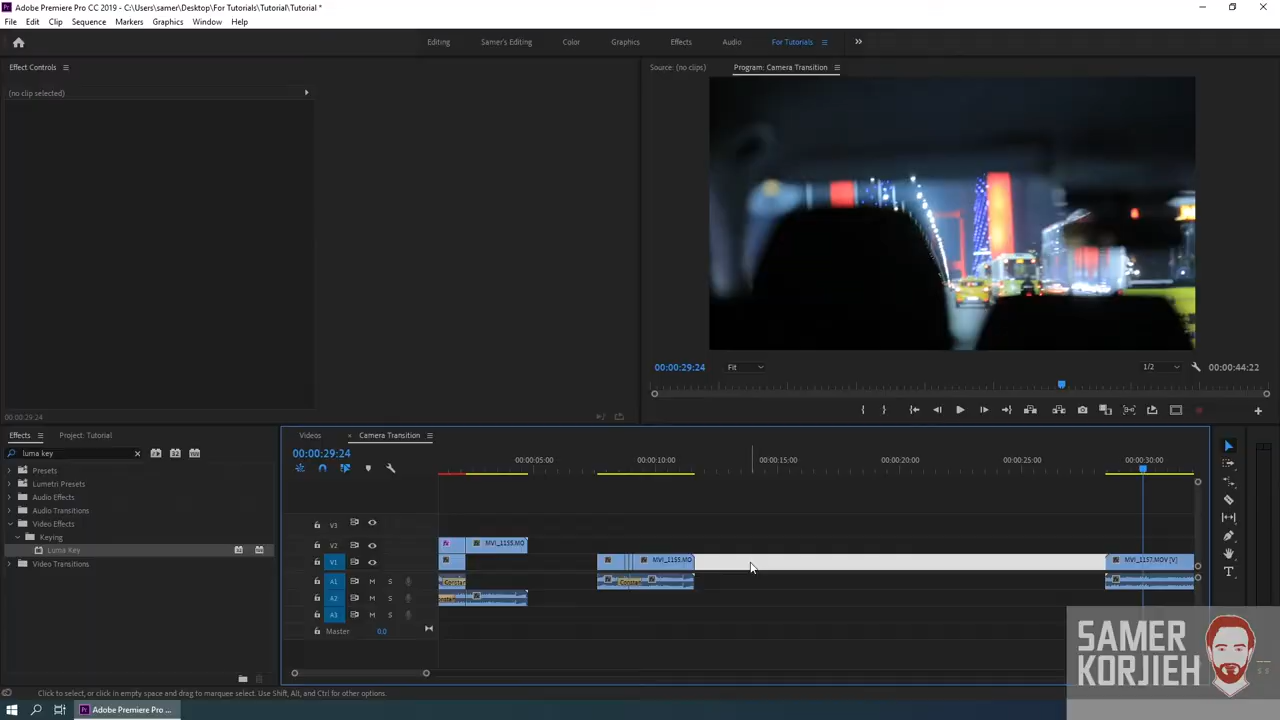 Adobe Premiere Pro CC 2019 - C:\Users\samer\Desktop\For Tutorials\Tutorial\Tutorial *
File Edit Clip Sequence Markers Graphics Window Help
Editing Samer's Editing Color Graphics Effects Audio For Tutorials
Effect Controls
Source: (no clips) Program: Camera Transition
(no clip selected)
00:00:29:24 Fit 1/2 00:00:44:22
00:00:29:24
Effects Project: Tutorial
Videos × Camera Transition
luma key
00:00:29:24
00:00:05:00 00:00:10:00 00:00:15:00 00:00:20:00 00:00:25:00 00:00:30:00
Presets
Lumetri Presets
Audio Effects
Audio Transitions
Video Effects
Keying
Luma Key
Video Transitions
V3
V2 MVI_1155.MO
V1 MVI_1155.MO MVI_1157.MOV [V]
A1 M S
A2 M S
A3 M S
Master 0.0
SAMER
KORJIEH
Click to select, or click in empty space and drag to marquee select. Use Shift, Alt, and Ctrl for other options.
Pr Adobe Premiere Pro ...